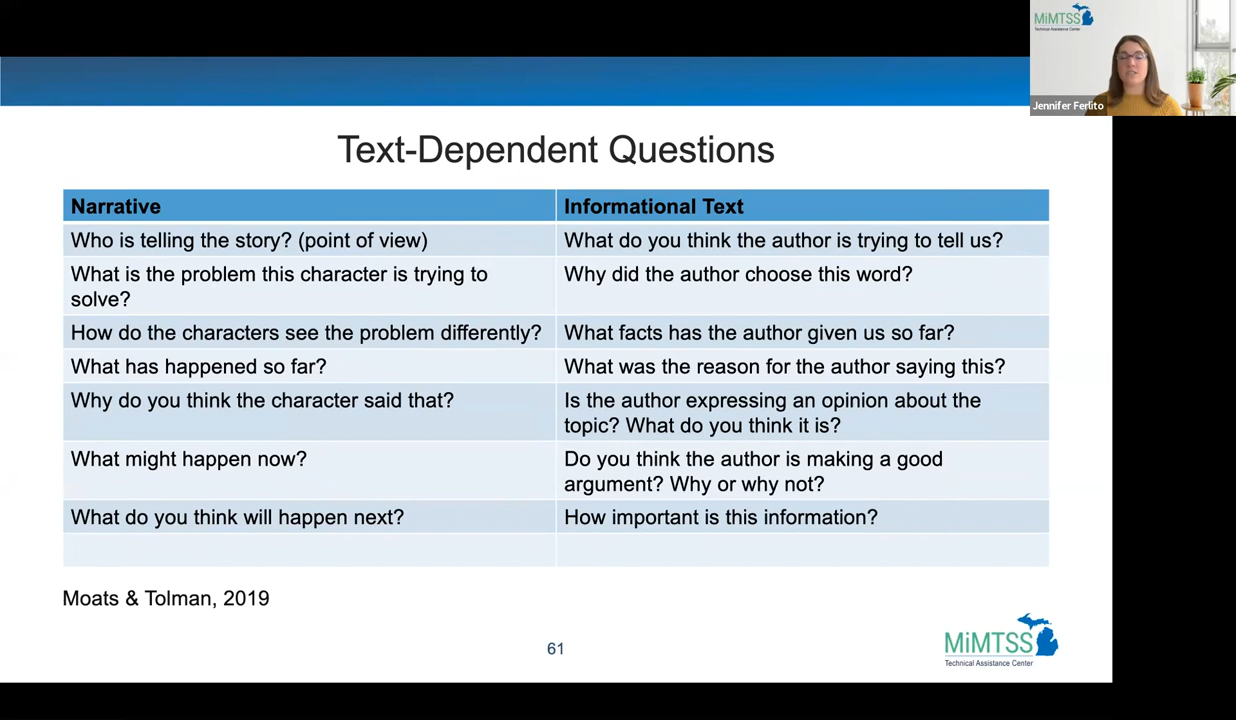 MiMTSS
Technical Assistance Center
Jennifer Ferlito
Text-Dependent Questions
Narrative
Informational Text
Who is telling the story? (point of view)
What do you think the author is trying to tell us?
What is the problem this character is trying to
solve?
Why did the author choose this word?
How do the characters see the problem differently?
What facts has the author given us so far?
What has happened so far?
What was the reason for the author saying this?
Why do you think the character said that?
Is the author expressing an opinion about the
topic? What do you think it is?
What might happen now?
Do you think the author is making a good
argument? Why or why not?
What do you think will happen next?
How important is this information?
Moats & Tolman, 2019
61
MiMTSS
Technical Assistance Center